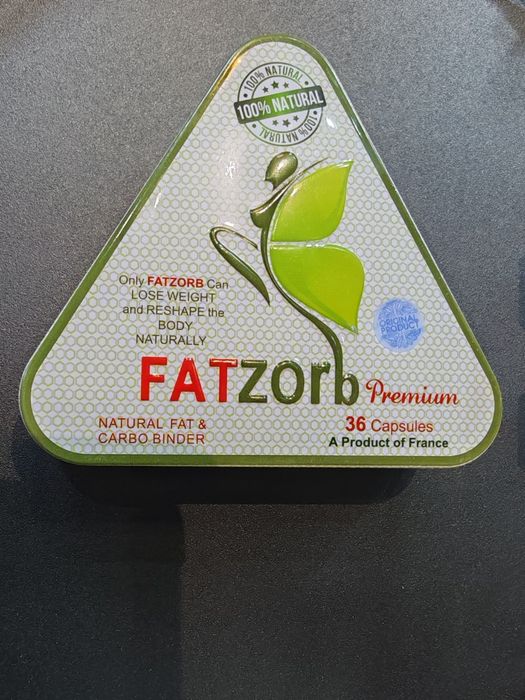 100% NATURAL
100% NATURAL
100% NATURAL
Only FATZORB Can
LOSE WEIGHT
and RESHAPE the
BODY
NATURALLY
ORIGINAL
PRODUCT
FATzorb Premium
NATURAL FAT &
CARBO BINDER
36 Capsules
A Product of France